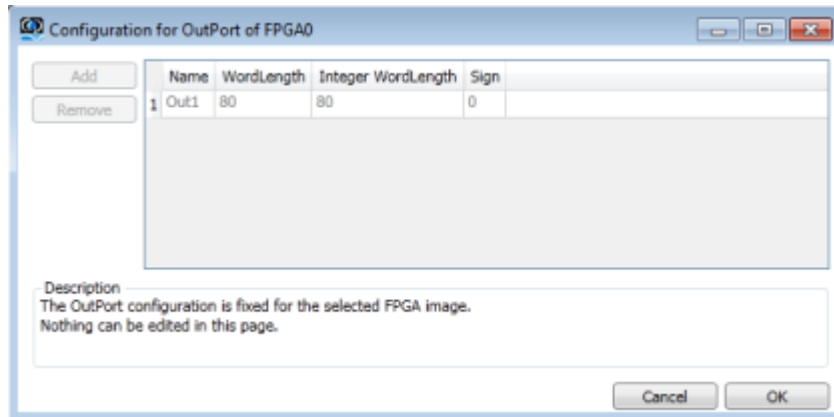 Configuration for OutPort of FPGA0
Add
Remove
Name WordLength Integer WordLength Sign
1 Out1 80 80 0
Description
The OutPort configuration is fixed for the selected FPGA image.
Nothing can be edited in this page.
Cancel OK